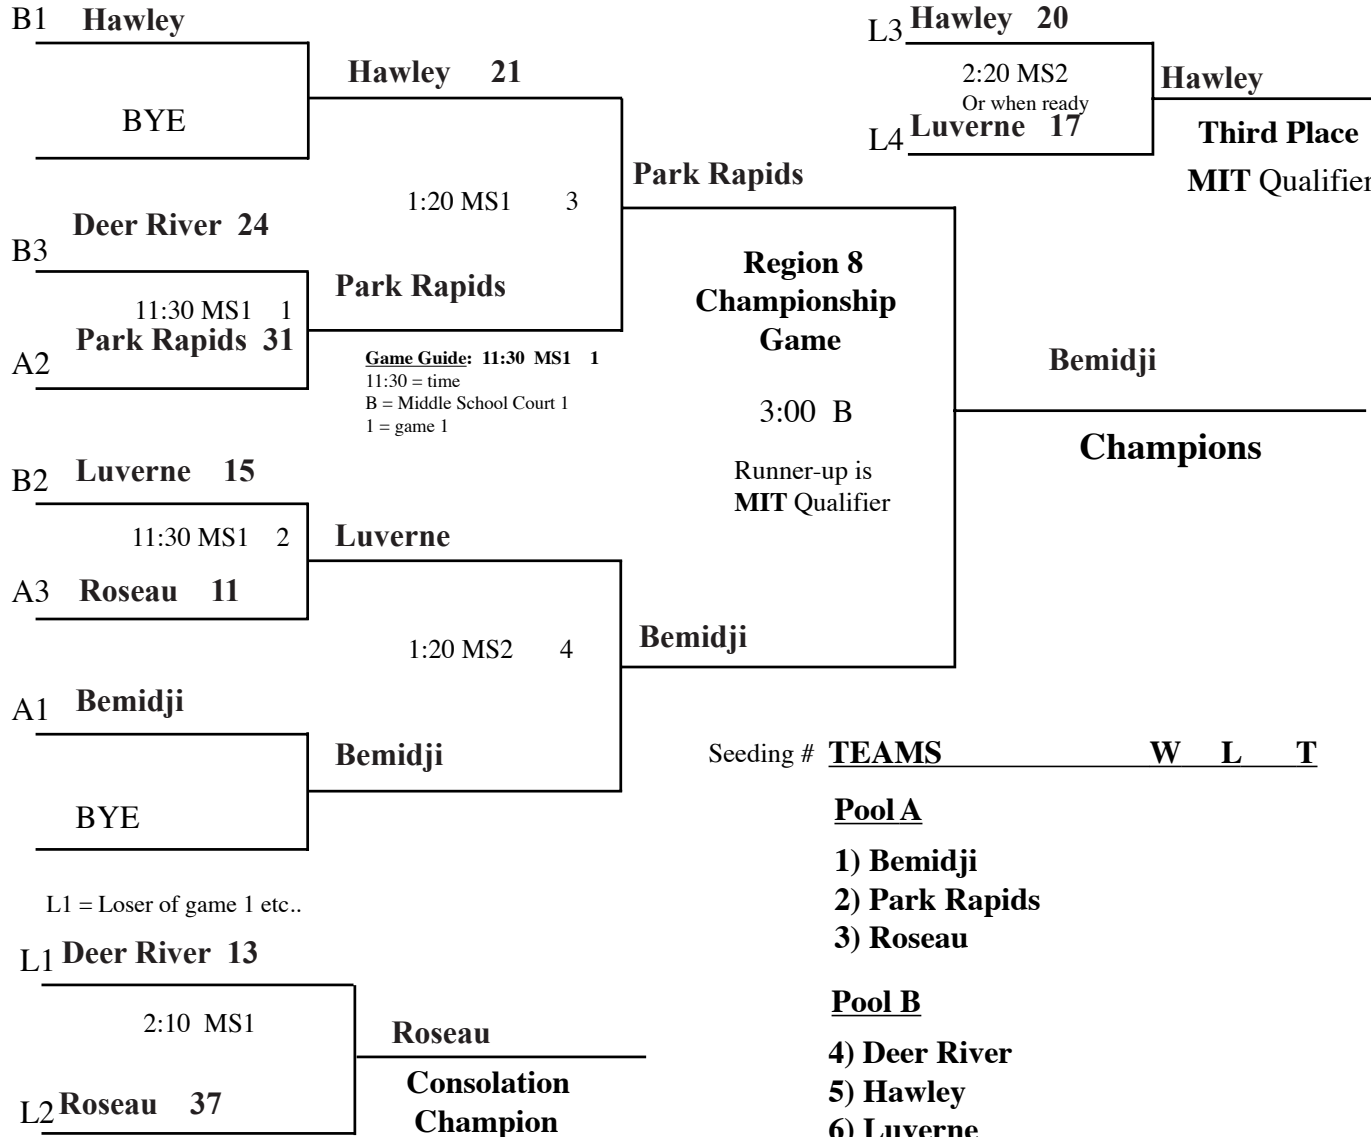 B1 Hawley
BYE
Hawley 21
1:20 MS1 3
Deer River 24
B3
11:30 MS1 1
Park Rapids 31
A2
Park Rapids
Game Guide: 11:30 MS1 1
11:30 = time
B = Middle School Court 1
1 = game 1
Park Rapids
B2 Luverne 15
11:30 MS1 2
A3 Roseau 11
Luverne
1:20 MS2 4
A1 Bemidji
BYE
Bemidji
Bemidji
Region 8
Championship
Game
3:00 B
Runner-up is
MIT Qualifier
Bemidji
Champions
L3 Hawley 20
2:20 MS2
Or when ready
L4 Luverne 17
Hawley
Third Place
MIT Qualifier
L1 = Loser of game 1 etc..
L1 Deer River 13
2:10 MS1
L2 Roseau 37
Roseau
Consolation
Champion
Seeding # TEAMS W L T
Pool A
1) Bemidji
2) Park Rapids
3) Roseau
Pool B
4) Deer River
5) Hawley
6) Luverne